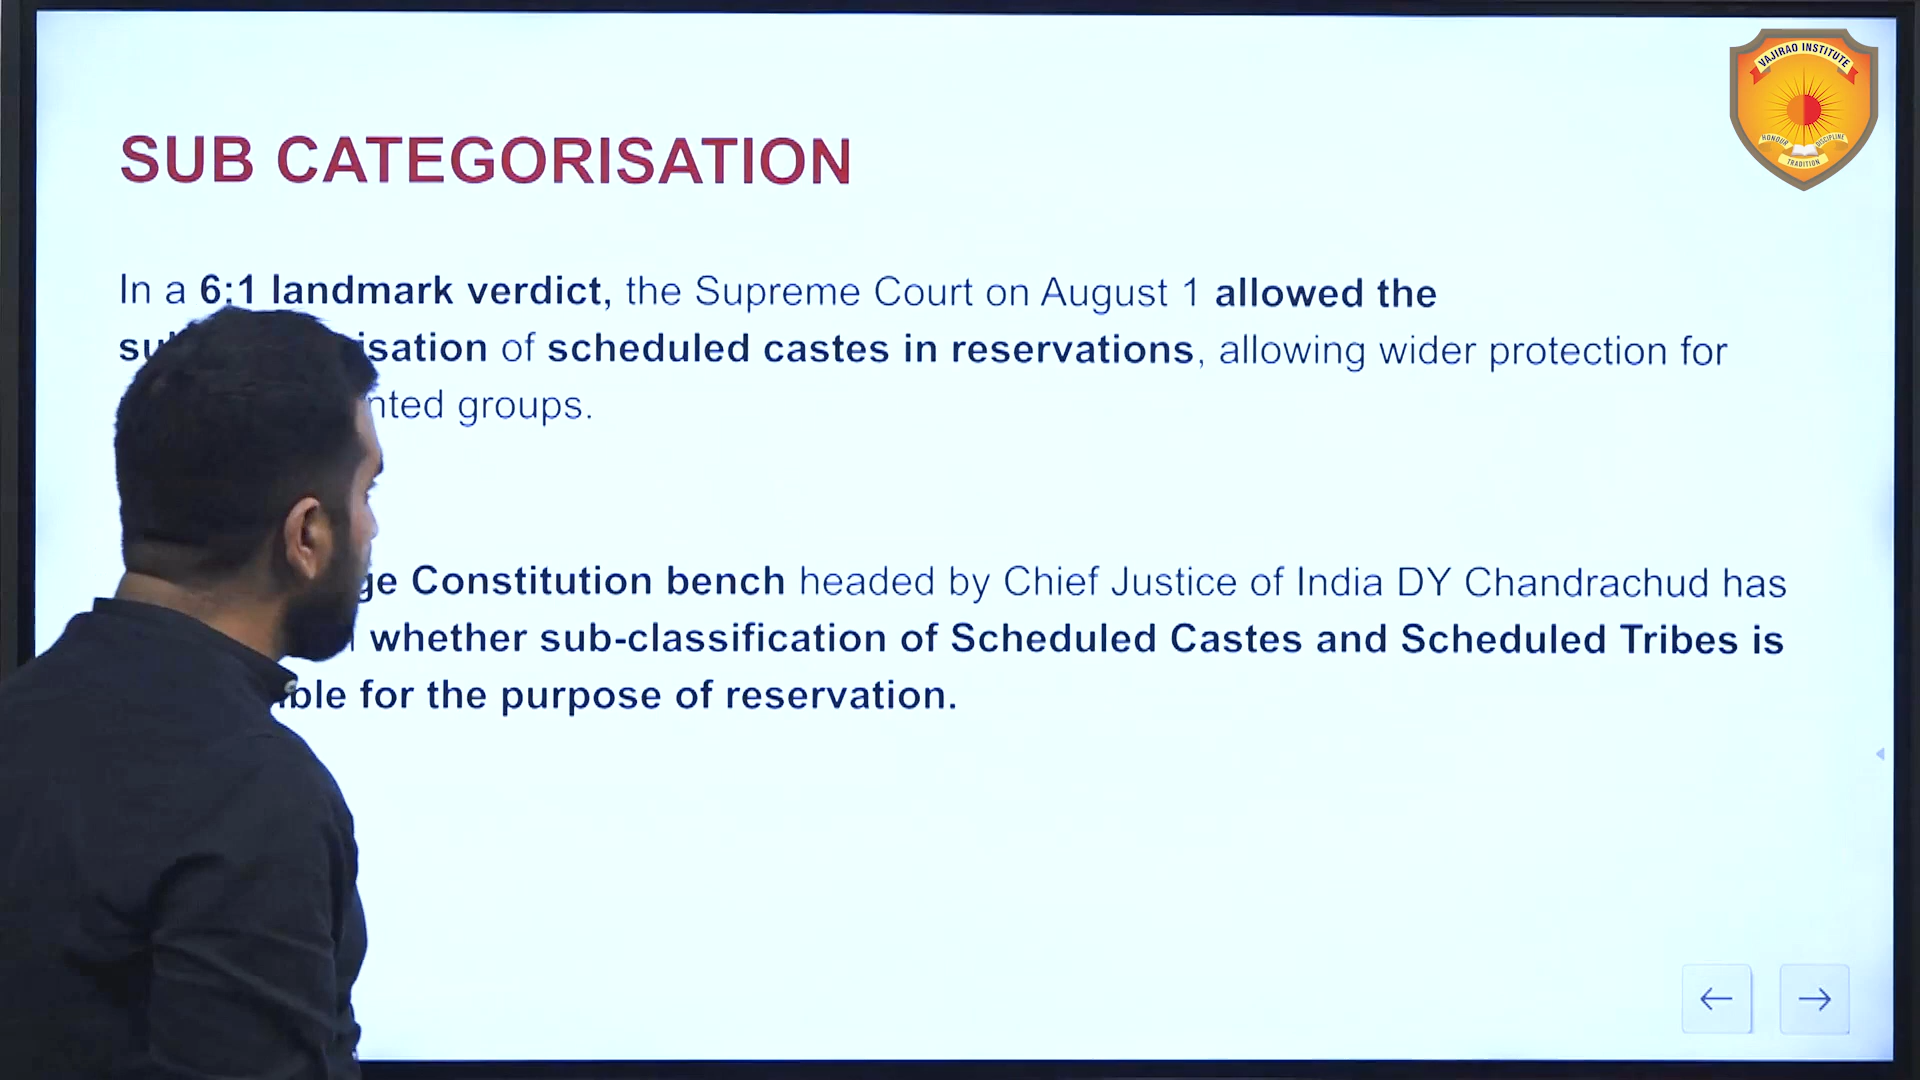 VAJIRAO INSTITUTE
HONOUR DISCIPLINE
TRADITION
SUB CATEGORISATION
In a 6:1 landmark verdict, the Supreme Court on August 1 allowed the
of scheduled castes in reservations, allowing wider protection for
groups.
Constitution bench headed by Chief Justice of India DY Chandrachud has
whether sub-classification of Scheduled Castes and Scheduled Tribes is
for the purpose of reservation.